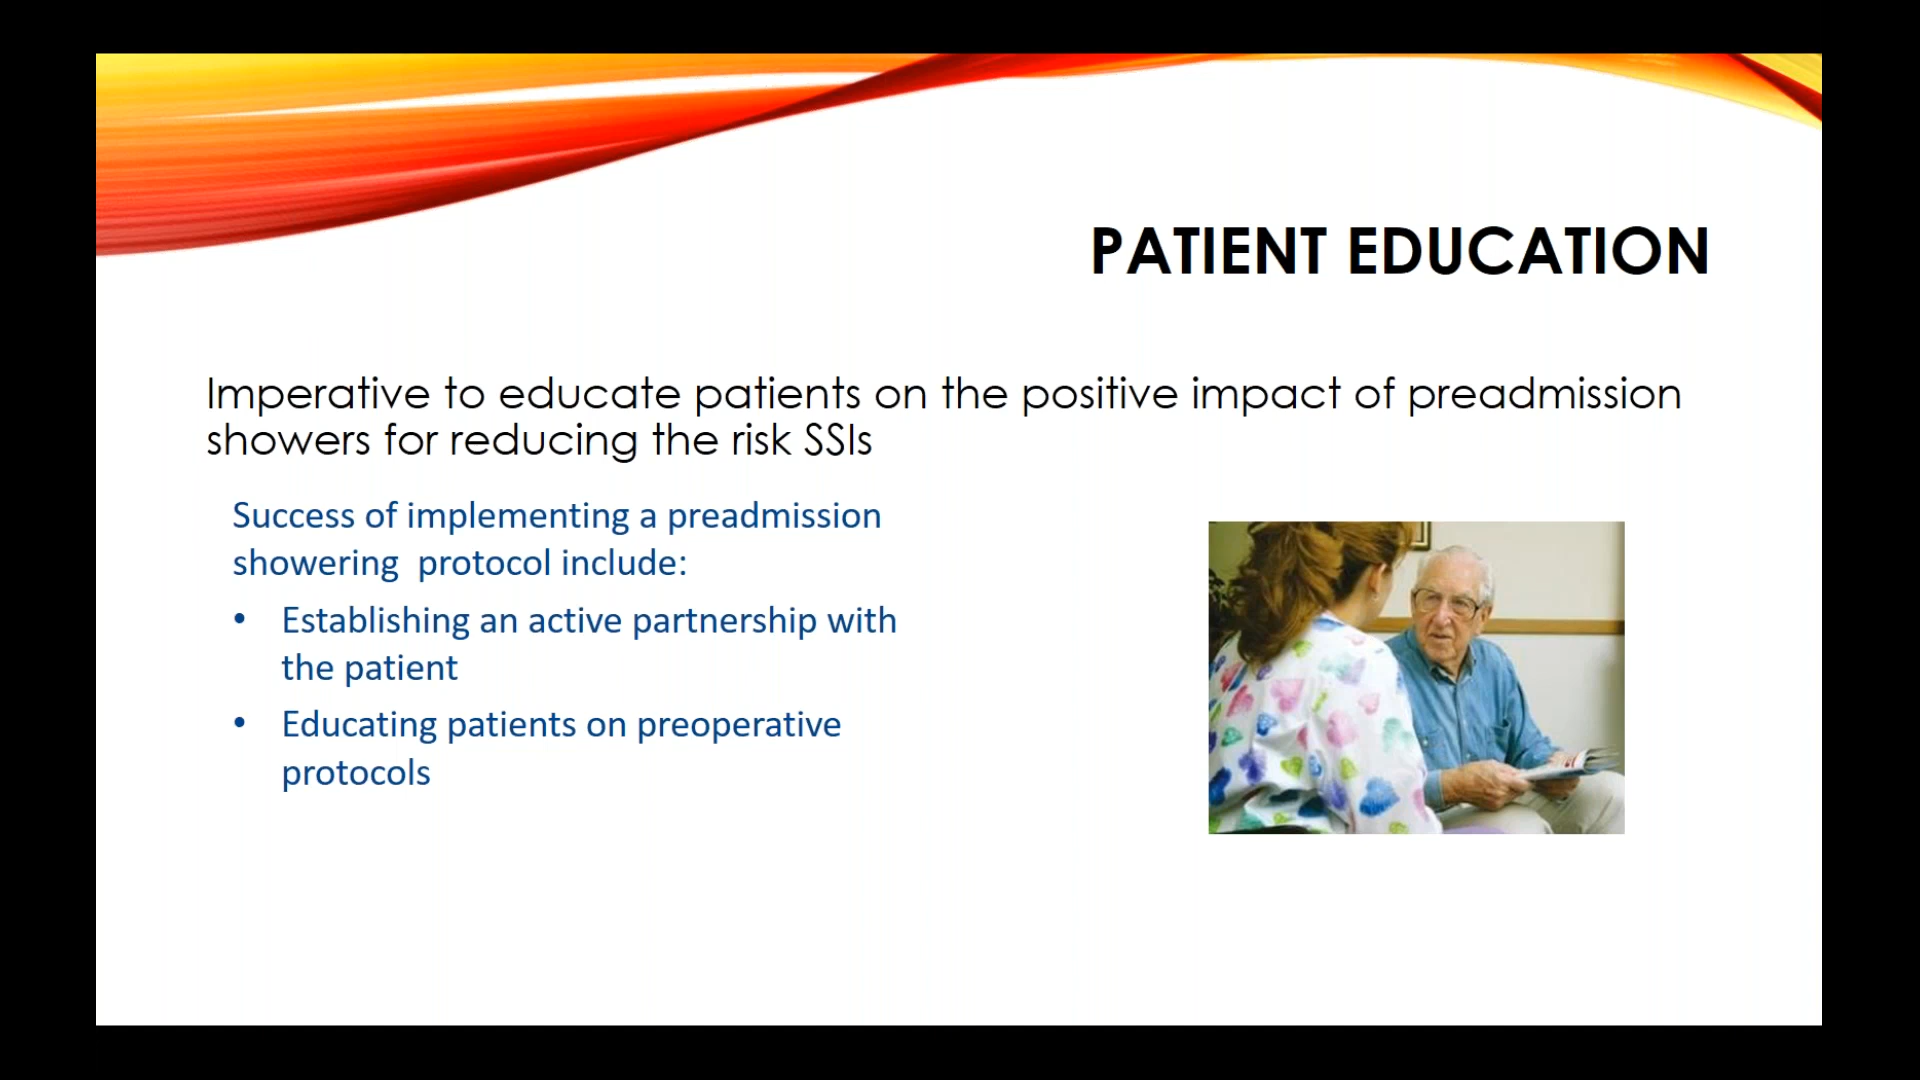 PATIENT EDUCATION
Imperative to educate patients on the positive impact of preadmission
showers for reducing the risk SSIs
Success of implementing a preadmission
showering  protocol include:
• Establishing an active partnership with
the patient
• Educating patients on preoperative
protocols